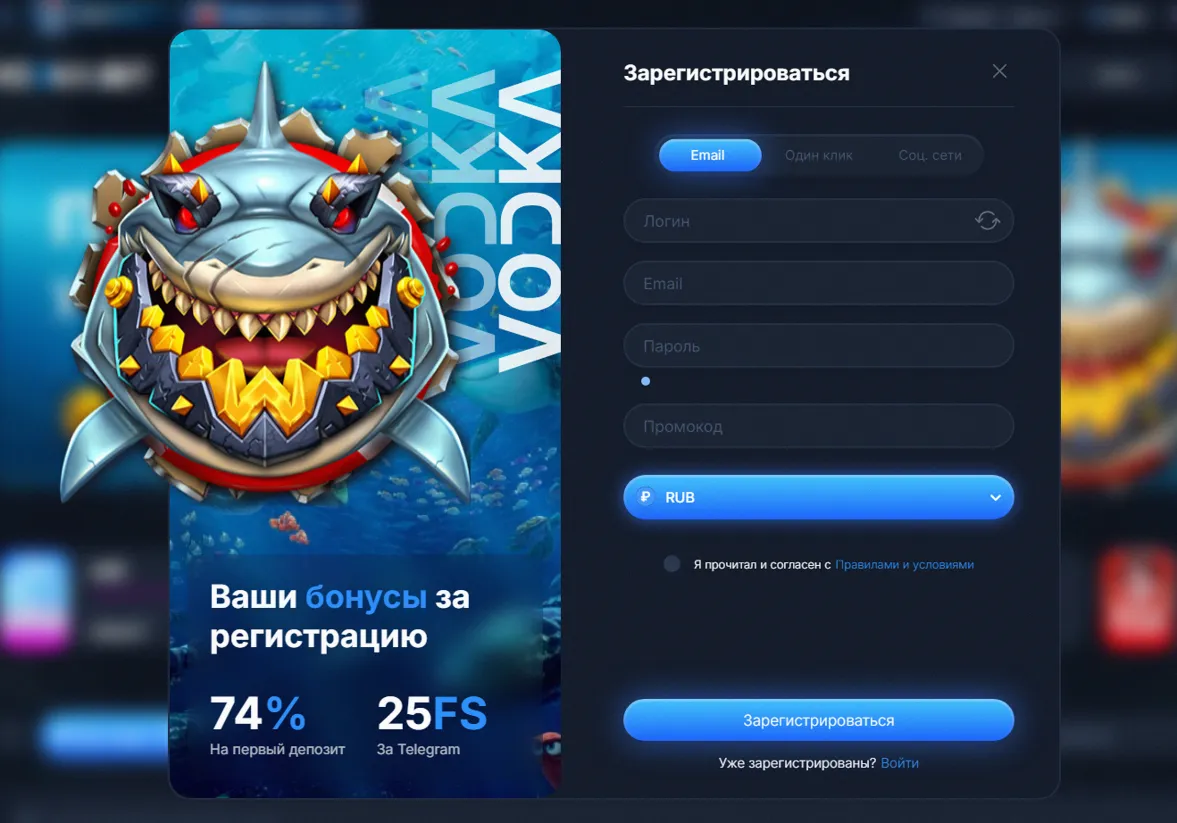 VODKA
Ваши бонусы за
регистрацию
74%
На первый депозит
25FS
За Telegram
Зарегистрироваться
Email
Один клик
Соц. сети
Логин
Email
Пароль
Промокод
₽ RUB
Я прочитал и согласен с Правилами и условиями
Зарегистрироваться
Уже зарегистрированы? Войти